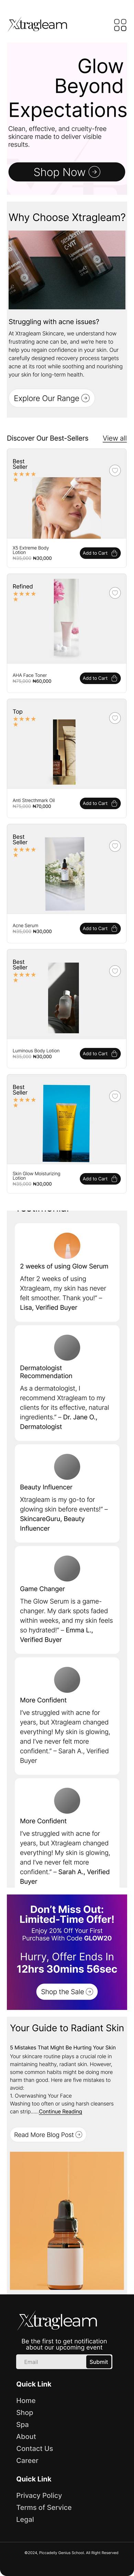 Xtragleam
Glow
Beyond
Expectations
Clean, effective, and cruelty-free
skincare made to deliver visible
results.
Shop Now
Why Choose Xtragleam?
Struggling with acne issues?
At Xtragleam Skincare, we understand how
frustrating acne can be, and we're here to
help you feel confident in your skin. Our
carefully designed recovery process targets
acne at its root while soothing and nourishing
your skin for long-term health.
Explore Our Range
Discover Our Best-Sellers View all
Best
Seller
X5 Extreme Body
Lotion
₦35,000 ₦30,000
Add to Cart
Refined
AHA Face Toner
₦75,000 ₦60,000
Add to Cart
Top
Anti Strecthmark Oil
₦75,000 ₦70,000
Add to Cart
Best
Seller
Acne Serum
₦35,000 ₦30,000
Add to Cart
Best
Seller
Luminous Body Lotion
₦35,000 ₦30,000
Add to Cart
Best
Seller
Skin Glow Moisturizing
Lotion
₦35,000 ₦30,000
Add to Cart
Testimonial
2 weeks of using Glow Serum
After 2 weeks of using
Xtragleam, my skin has never
felt smoother. Thank you!" –
Lisa, Verified Buyer
Dermatologist
Recommendation
As a dermatologist, I
recommend Xtragleam to my
clients for its effective, natural
ingredients." – Dr. Jane O.,
Dermatologist
Beauty Influencer
Xtragleam is my go-to for
glowing skin before events!" –
SkincareGuru, Beauty
Influencer
Game Changer
The Glow Serum is a game-
changer. My dark spots faded
within weeks, and my skin feels
so hydrated!" – Emma L.,
Verified Buyer
More Confident
I've struggled with acne for
years, but Xtragleam changed
everything! My skin is glowing,
and I've never felt more
confident." – Sarah A., Verified
Buyer
More Confident
I've struggled with acne for
years, but Xtragleam changed
everything! My skin is glowing,
and I've never felt more
confident." – Sarah A., Verified
Buyer
Don't Miss Out:
Limited-Time Offer!
Enjoy 20% Off Your First
Purchase With Code GLOW20
Hurry, Offer Ends In
12hrs 30mins 56sec
Shop the Sale
Your Guide to Radiant Skin
5 Mistakes That Might Be Hurting Your Skin
Your skincare routine plays a crucial role in
maintaining healthy, radiant skin. However,
some common habits might be doing more
harm than good. Here are five mistakes to
avoid:
1. Overwashing Your Face
Washing too often or using harsh cleansers
can strip......Continue Reading
Read More Blog Post
Xtragleam
Be the first to get notification
about our upcoming event
Email Submit
Quick Link
Home
Shop
Spa
About
Contact Us
Career
Quick Link
Privacy Policy
Terms of Service
Legal
©2024, Piccadelly Genius School. All Right Reserved